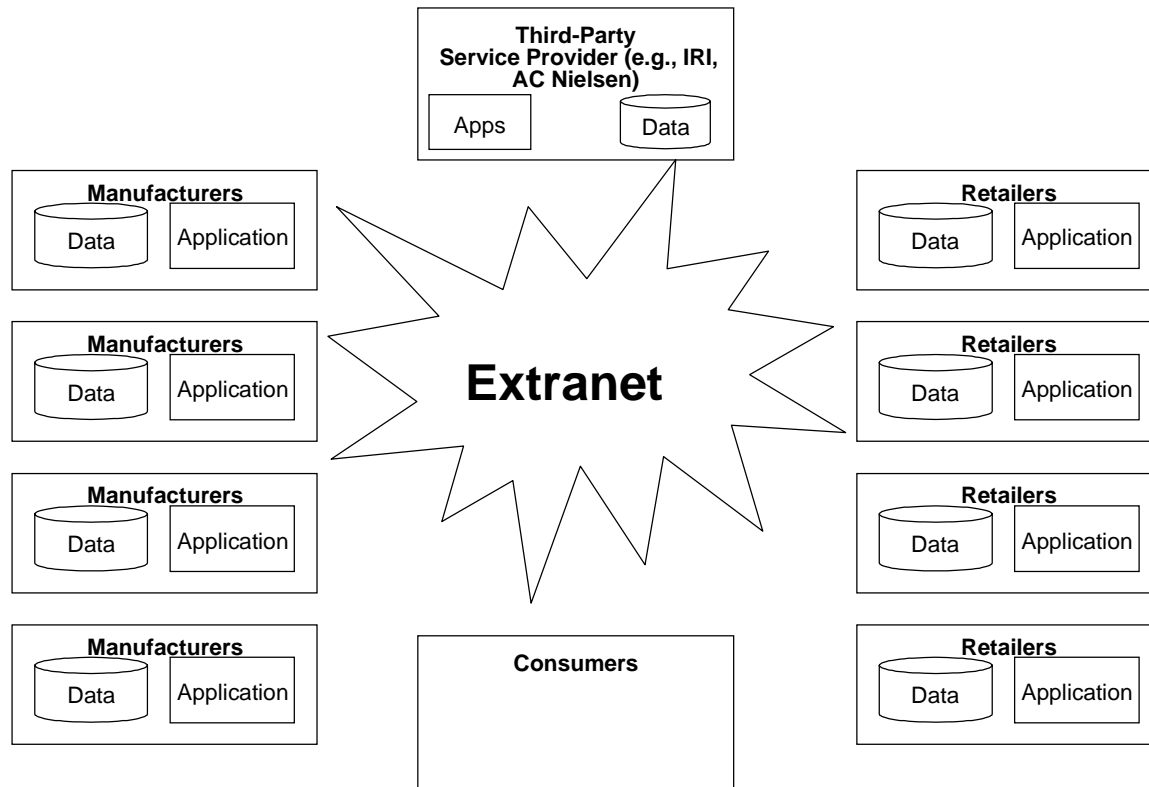 Third-Party
Service Provider (e.g., IRI,
AC Nielsen)
Apps
Data
Manufacturers
Data
Application
Manufacturers
Data
Application
Manufacturers
Data
Application
Manufacturers
Data
Application
Extranet
Consumers
Retailers
Data
Application
Retailers
Data
Application
Retailers
Data
Application
Retailers
Data
Application